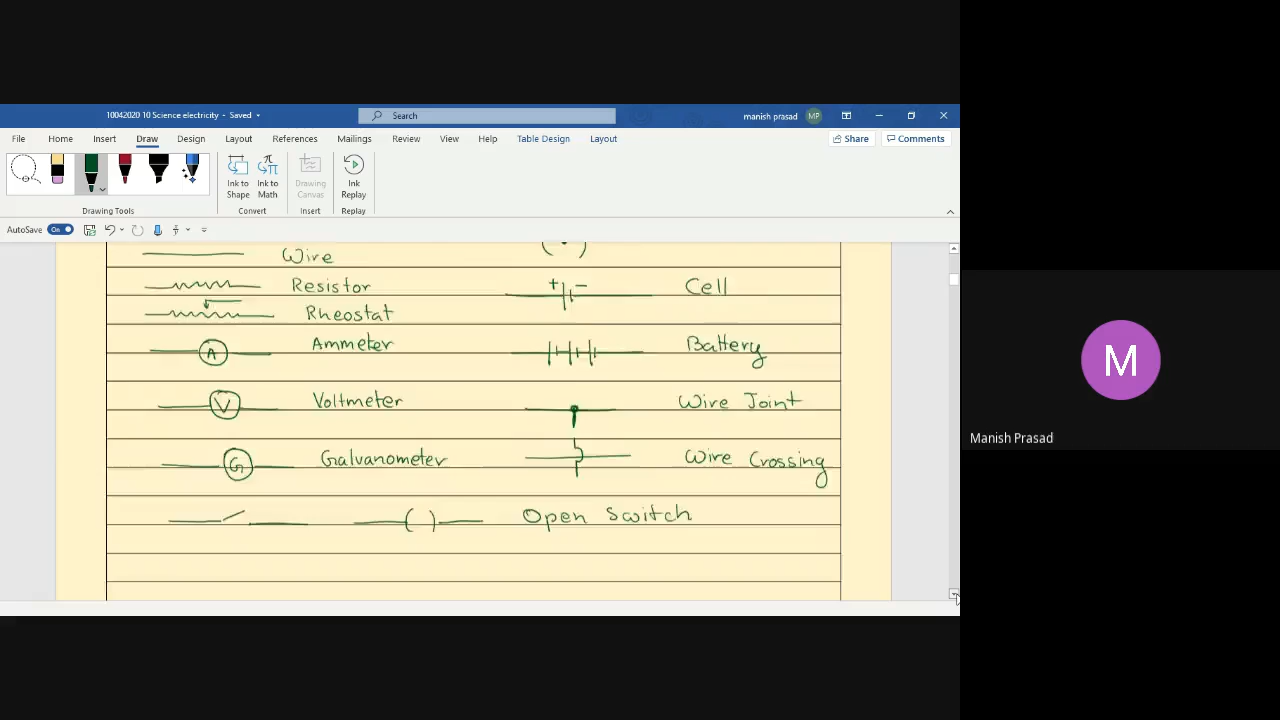 10042020 10 Science electricity - Saved
Search
manish prasad MP
File Home Insert Draw Design Layout References Mailings Review View Help Table Design Layout Share Comments
Ink to Shape Ink to Math Drawing Canvas Ink Replay
Drawing Tools Convert Insert Replay
AutoSave On
Wire
Resistor + - Cell
Rheostat
A Ammeter Battery
V Voltmeter Wire Joint
G Galvanometer Wire Crossing
Open Switch
M
Manish Prasad